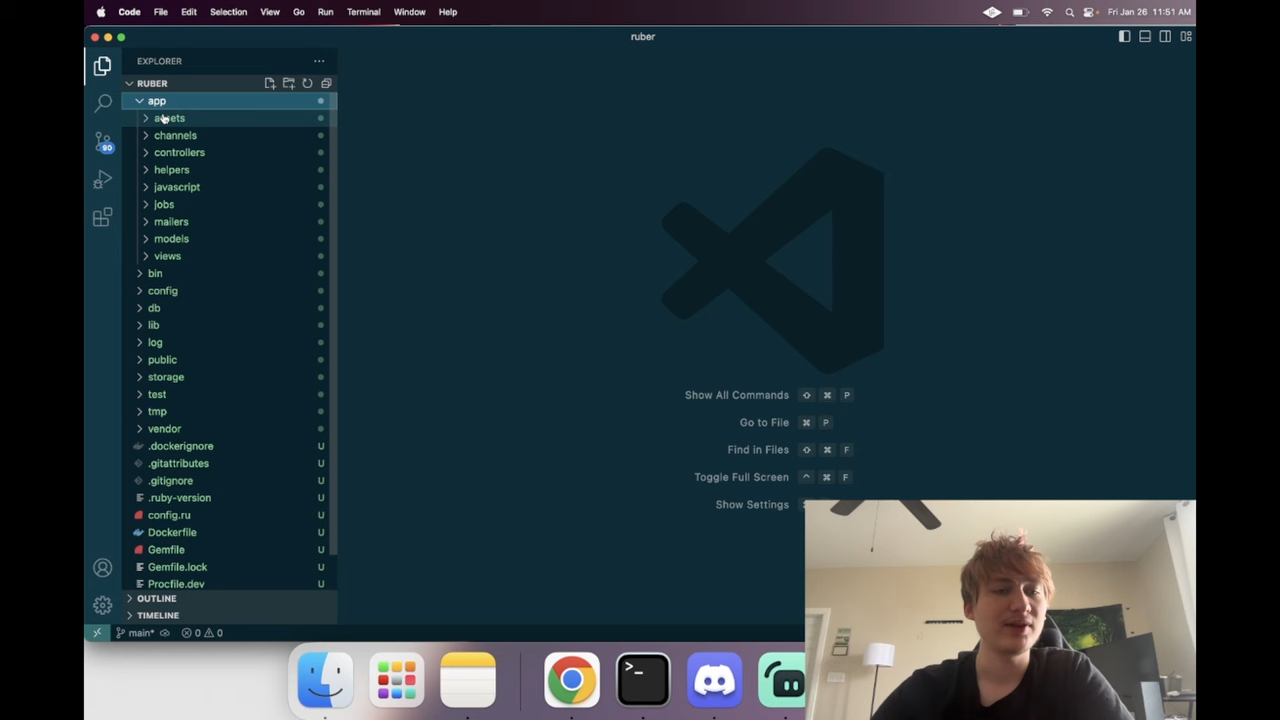 Code File Edit Selection View Go Run Terminal Window Help
Fri Jan 26 11:51 AM
ruber
EXPLORER
RUBER
app
assets
channels
controllers
helpers
javascript
jobs
mailers
models
views
bin
config
db
lib
log
public
storage
test
tmp
vendor
.dockerignore U
.gitattributes U
.gitignore U
.ruby-version U
config.ru U
Dockerfile U
Gemfile U
Gemfile.lock U
Procfile.dev U
OUTLINE
TIMELINE
90
main* 0 0
Show All Commands ⇧ ⌘ P
Go to File ⌘ P
Find in Files ⇧ ⌘ F
Toggle Full Screen ^ ⌘ F
Show Settings